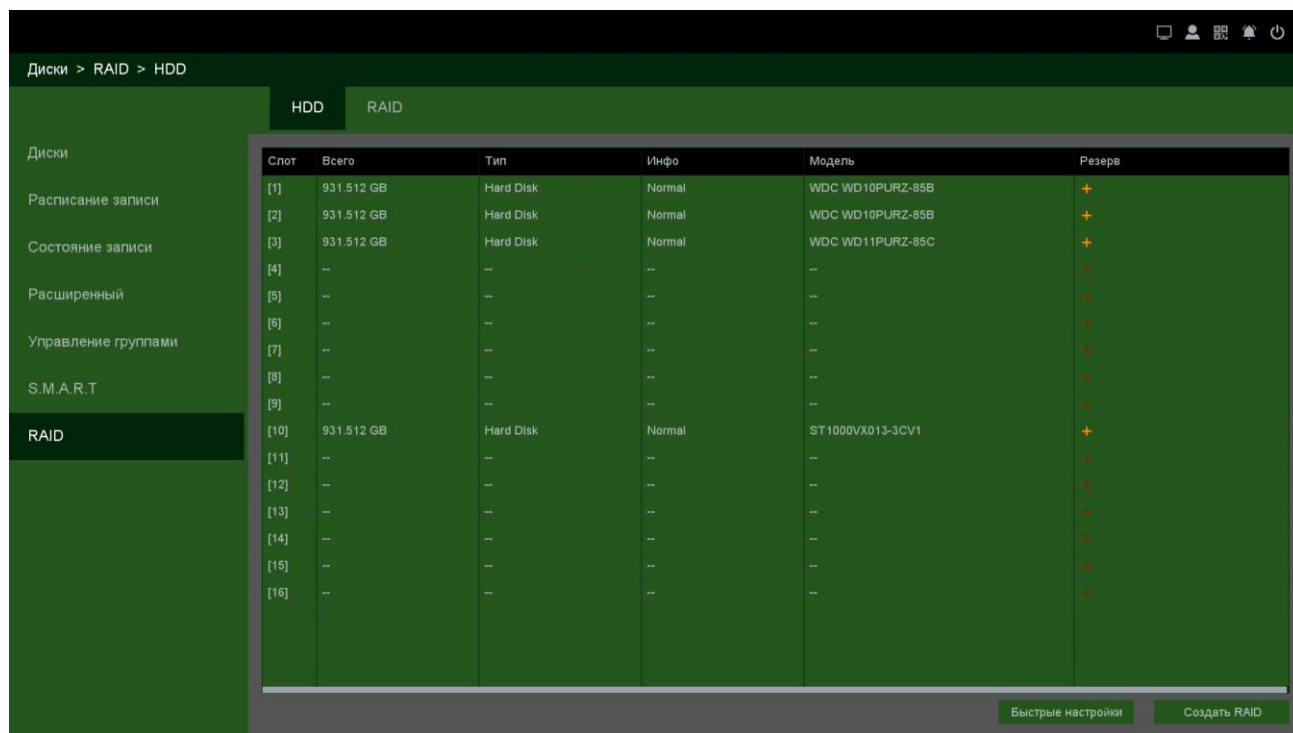 Диски > RAID > HDD
HDD RAID
Диски
Расписание записи
Состояние записи
Расширенный
Управление группами
S.M.A.R.T
RAID
Слот Всего Тип Инфо Модель Резерв
[1] 931.512 GB Hard Disk Normal WDC WD10PURZ-85B +
[2] 931.512 GB Hard Disk Normal WDC WD10PURZ-85B +
[3] 931.512 GB Hard Disk Normal WDC WD11PURZ-85C +
[4] -- -- -- -- +
[5] -- -- -- -- +
[6] -- -- -- -- +
[7] -- -- -- -- +
[8] -- -- -- -- +
[9] -- -- -- -- +
[10] 931.512 GB Hard Disk Normal ST1000VX013-3CV1 +
[11] -- -- -- -- +
[12] -- -- -- -- +
[13] -- -- -- -- +
[14] -- -- -- -- +
[15] -- -- -- -- +
[16] -- -- -- -- +
Быстрые настройки Создать RAID